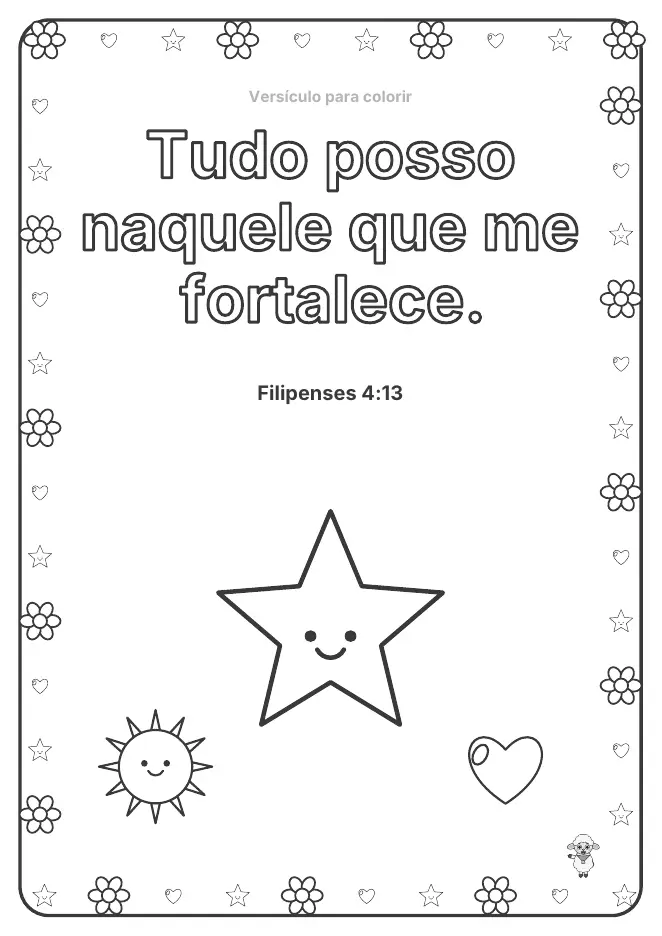 Versículo para colorir
Tudo posso
naquele que me
fortalece.
Filipenses 4:13